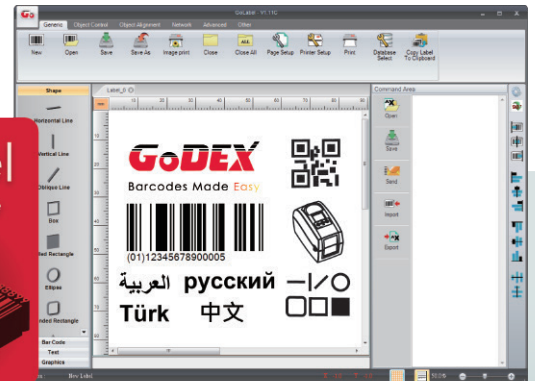 GoLabel V1.11C
Generic Object Control Object Alignment Network Advanced Other
New Open Save Save As Image print Close Close All Page Setup Printer Setup Print Database Select Copy Label To Clipboard
Shape
Label_0
Command Area
Horizontal Line
Vertical Line
Oblique Line
Box
Ellipse
Bar Code
Text
Graphics
Open
Save
Send
Import
Export
GODEX
Barcodes Made Easy
(01)12345678900005
العربية русский
Türk 中文